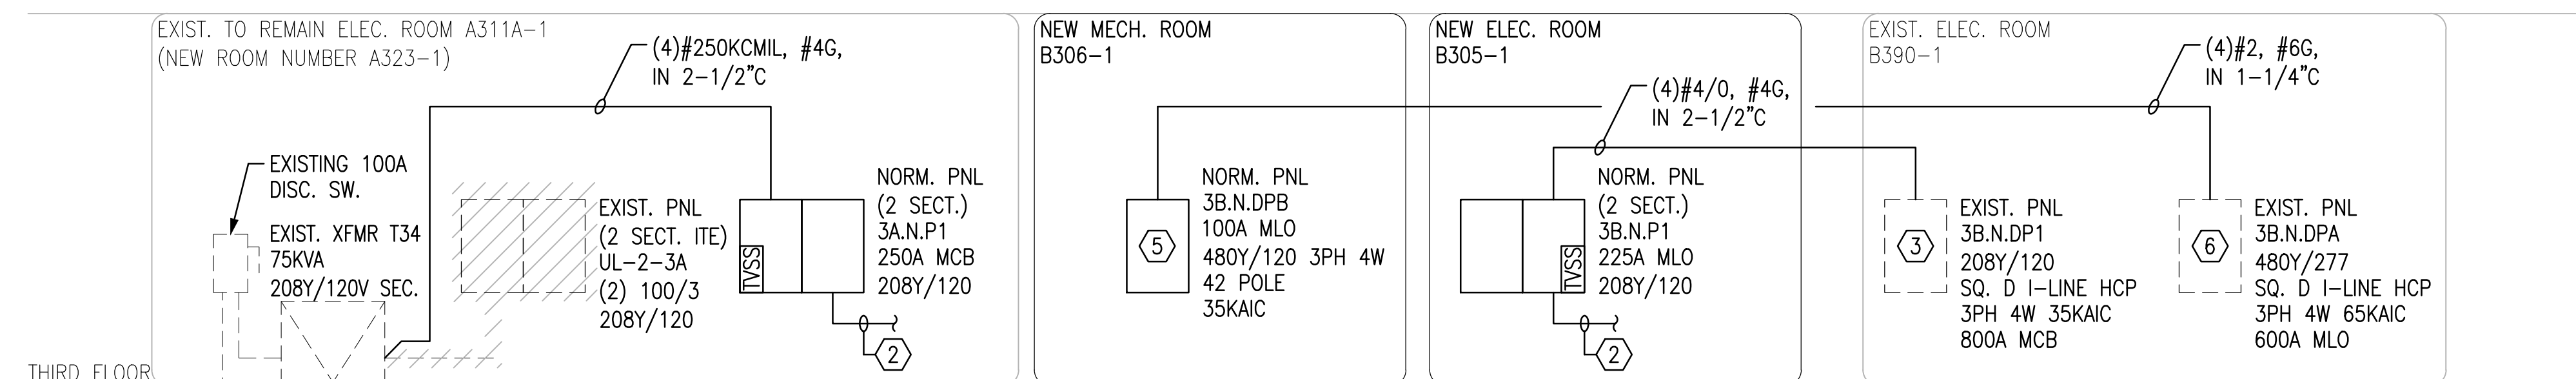 EXIST. TO REMAIN ELEC. ROOM A311A-1
(NEW ROOM NUMBER A323-1)
(4)#250KCMIL, #4G,
IN 2-1/2"C
EXISTING 100A
DISC. SW.
EXIST. XFMR T34
75KVA
208Y/120V SEC.
EXIST. PNL
(2 SECT. ITE)
UL-2-3A
(2) 100/3
208Y/120
TVSS
NORM. PNL
(2 SECT.)
3A.N.P1
250A MCB
208Y/120
2
NEW MECH. ROOM
B306-1
5
NORM. PNL
3B.N.DPB
100A MLO
480Y/120 3PH 4W
42 POLE
35KAIC
NEW ELEC. ROOM
B305-1
(4)#4/0, #4G,
IN 2-1/2"C
TVSS
NORM. PNL
(2 SECT.)
3B.N.P1
225A MLO
208Y/120
2
EXIST. ELEC. ROOM
B390-1
(4)#2, #6G,
IN 1-1/4"C
3
EXIST. PNL
3B.N.DP1
208Y/120
SQ. D I-LINE HCP
3PH 4W 35KAIC
800A MCB
6
EXIST. PNL
3B.N.DPA
480Y/277
SQ. D I-LINE HCP
3PH 4W 65KAIC
600A MLO
THIRD FLOOR